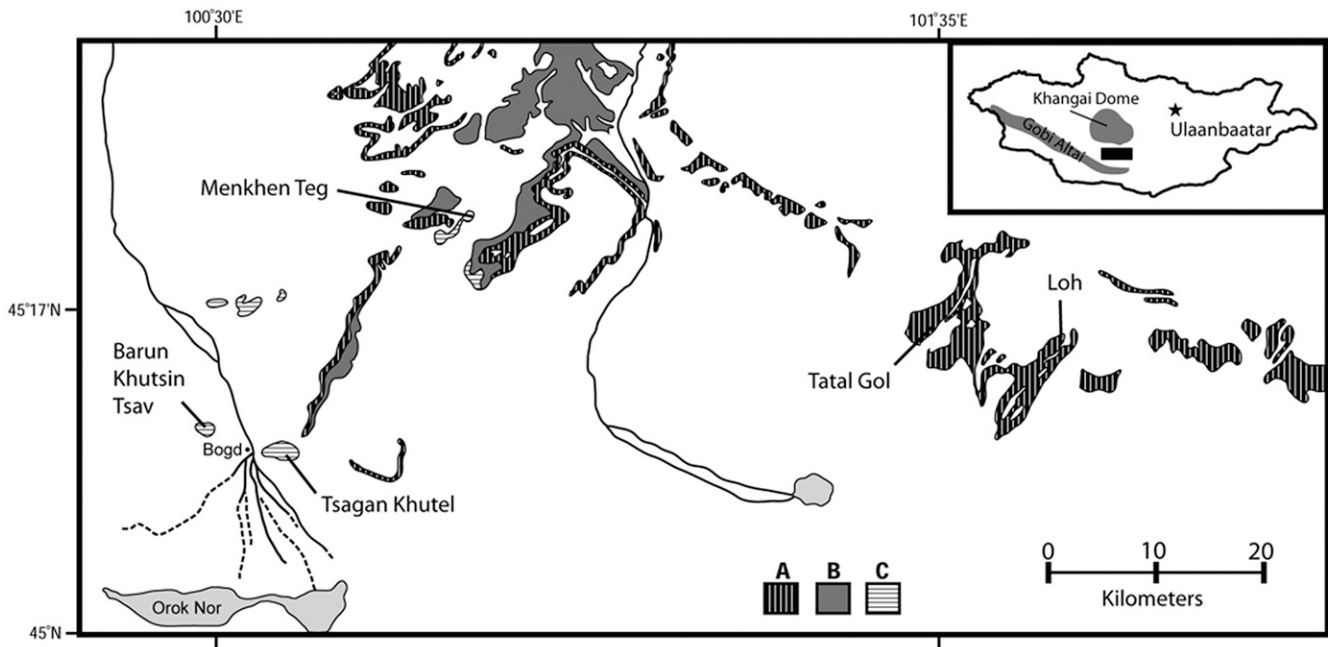 100°30'E
101°35'E
Khangai Dome
Ulaanbaatar
Gobi Altai
Menkhen Teg
45°17'N
Loh
Barun
Khutsin
Tsav
Tatal Gol
Bogd
Tsagan Khutel
A B C
0 10 20
Kilometers
Orok Nor
45°N